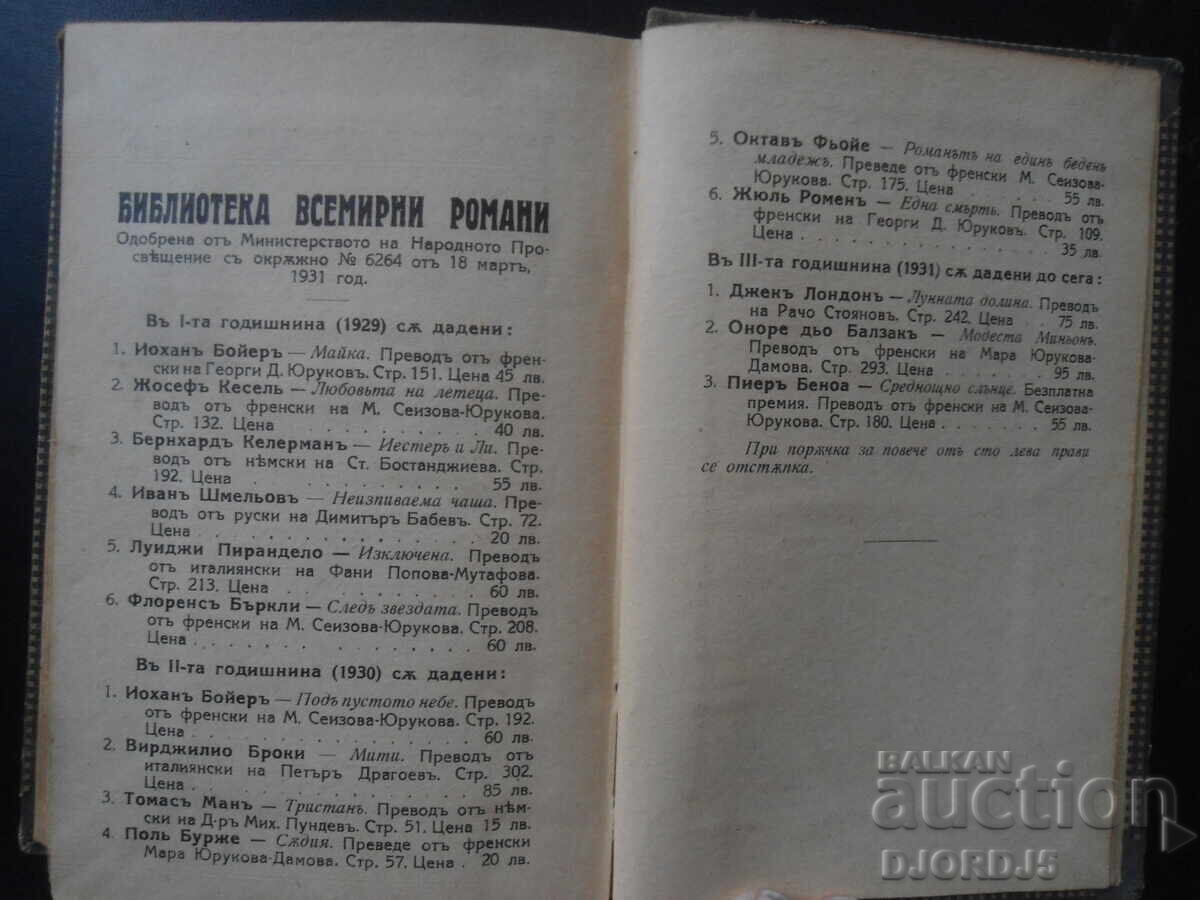 БИБЛИОТЕКА ВСЕМИРНИ РОМАНИ
Одобрена отъ Министерството на Народното Про-
свѣщение съ окрѫжно № 6264 отъ 18 мартъ,
1931 год.
Въ I-та годишнина (1929) сѫ дадени:
1. Иоханъ Бойеръ — Майка. Преводъ отъ френ-
ски на Георги Д. Юруковъ. Стр. 151. Цена 45 лв.
2. Жосефъ Кесель — Любовьта на летеца. Пре-
водъ отъ френски на М. Сеизова-Юрукова.
Стр. 132. Цена . . . . . . . . . 40 лв.
3. Бернхардъ Келерманъ — Иестеръ и Ли. Пре-
водъ отъ нѣмски на Ст. Бостанджиева. Стр.
192. Цена . . . . . . . . . . . 55 лв.
4. Иванъ Шмельовъ — Неизпиваема чаша. Пре-
водъ отъ руски на Димитъръ Бабевъ. Стр. 72.
Цена . . . . . . . . . . . . . 20 лв.
5. Луиджи Пирандело — Изключена. Преводъ
отъ италиянски на Фани Попова-Мутафова.
Стр. 213. Цена . . . . . . . . . 60 лв.
6. Флоренсъ Бъркли — Следъ звездата. Преводъ
отъ френски на М. Сеизова-Юрукова. Стр. 208.
Цена . . . . . . . . . . . . . 60 лв.
Въ II-та годишнина (1930) сѫ дадени:
1. Иоханъ Бойеръ — Подъ пустото небе. Преводъ
отъ френски на М. Сеизова-Юрукова. Стр. 192.
Цена . . . . . . . . . . . . . 60 лв.
2. Вирджилио Броки — Мити. Преводъ отъ
италиянски на Петъръ Драгоевъ. Стр. 302.
Цена . . . . . . . . . . . . . 85 лв.
3. Томасъ Манъ — Тристанъ. Преводъ отъ нѣм-
ски на Д-ръ Мих. Пундевъ. Стр. 51. Цена 15 лв.
4. Поль Бурже — Сѫдия. Преведе отъ френски
Мара Юрукова-Дамова. Стр. 57. Цена . 20 лв.
5. Октавъ Фьойе — Романътъ на единъ беденъ
младежъ. Преведе отъ френски М. Сеизова-
Юрукова. Стр. 175. Цена . . . . . 55 лв.
6. Жюль Роменъ — Една смърть. Преводъ отъ
френски на Георги Д. Юруковъ. Стр. 109.
Цена . . . . . . . . . . . . . 35 лв.
Въ III-та годишнина (1931) сѫ дадени до сега:
1. Джекъ Лондонъ — Лунната долина. Преводъ
на Рачо Стояновъ. Стр. 242. Цена . . 75 лв.
2. Оноре дьо Балзакъ — Модеста Миньонъ.
Преводъ отъ френски на Мара Юрукова-
Дамова. Стр. 293. Цена . . . . . . 95 лв.
3. Пиеръ Беноа — Среднощно слънце. Безплатна
премия. Преводъ отъ френски на М. Сеизова-
Юрукова. Стр. 180. Цена . . . . . . 55 лв.
При порѫчка за повече отъ сто лева прави
се отстѫпка.
BALKAN
auction
DJORDJ5